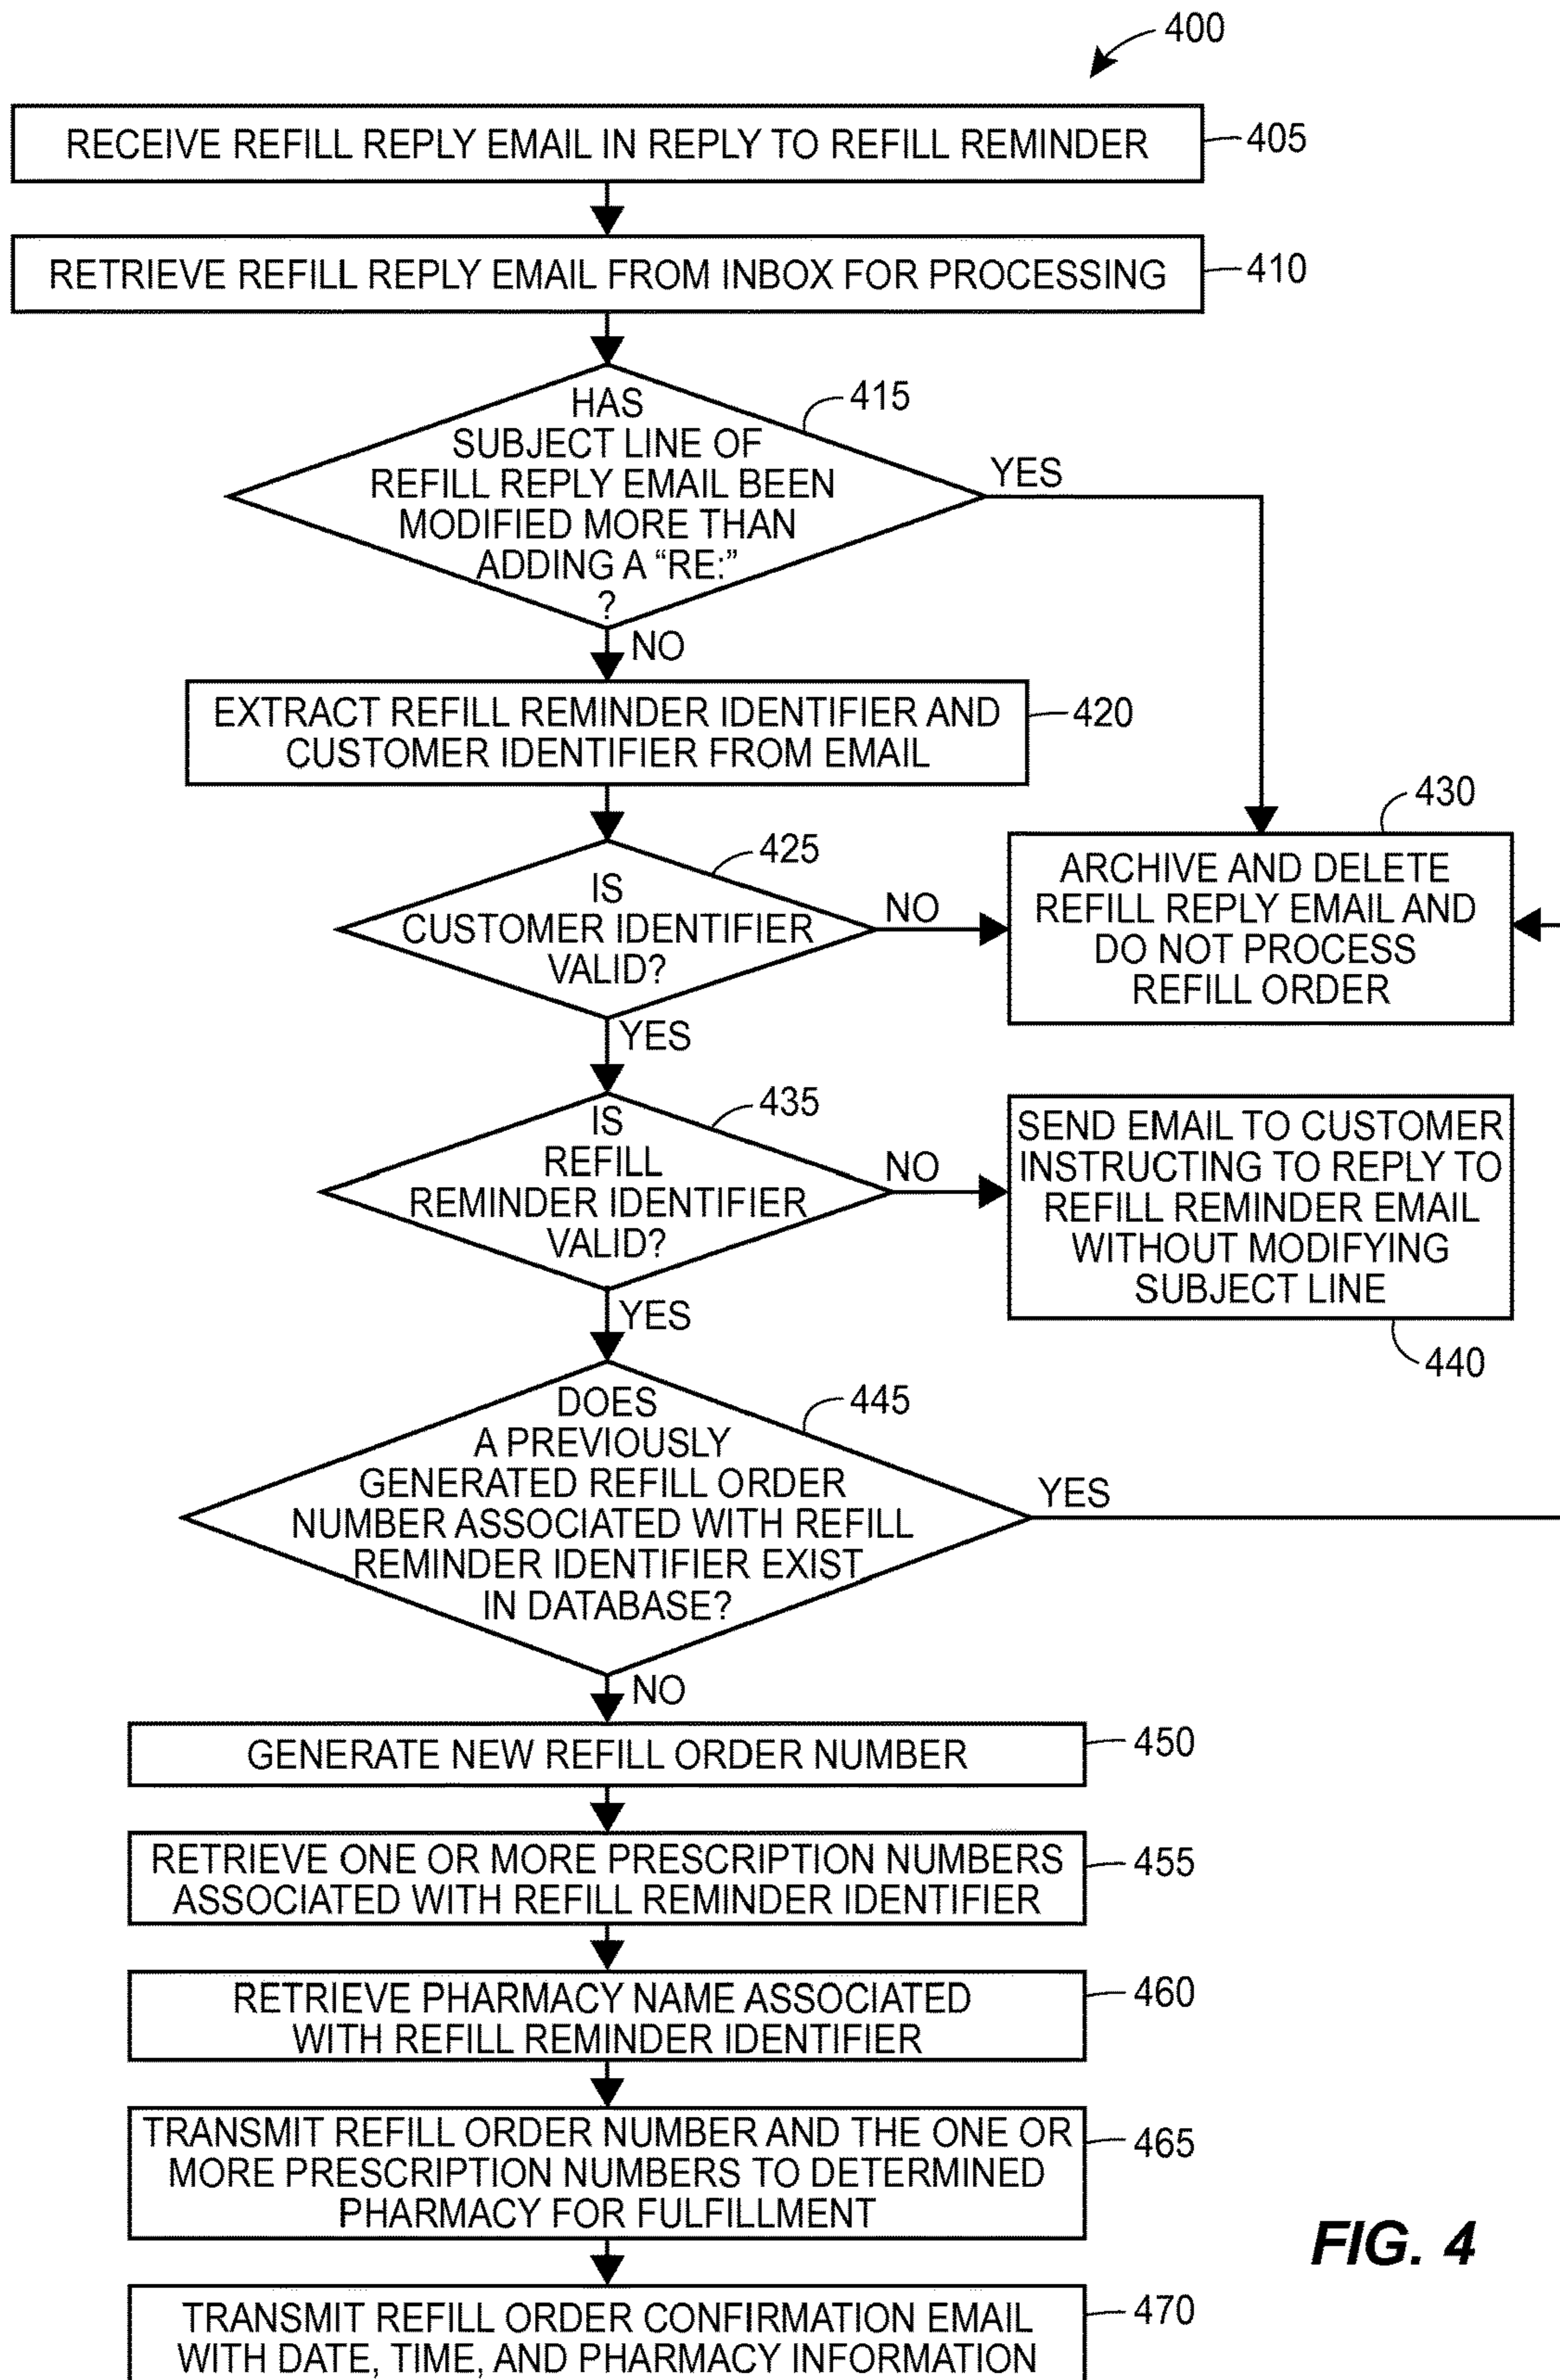 400
RECEIVE REFILL REPLY EMAIL IN REPLY TO REFILL REMINDER
405
RETRIEVE REFILL REPLY EMAIL FROM INBOX FOR PROCESSING
410
HAS
SUBJECT LINE OF
REFILL REPLY EMAIL BEEN
MODIFIED MORE THAN
ADDING A “RE:”
?
415
YES
NO
EXTRACT REFILL REMINDER IDENTIFIER AND
CUSTOMER IDENTIFIER FROM EMAIL
420
IS
CUSTOMER IDENTIFIER
VALID?
425
NO
YES
430
ARCHIVE AND DELETE
REFILL REPLY EMAIL AND
DO NOT PROCESS
REFILL ORDER
IS
REFILL
REMINDER IDENTIFIER
VALID?
435
NO
YES
SEND EMAIL TO CUSTOMER
INSTRUCTING TO REPLY TO
REFILL REMINDER EMAIL
WITHOUT MODIFYING
SUBJECT LINE
440
DOES
A PREVIOUSLY
GENERATED REFILL ORDER
NUMBER ASSOCIATED WITH REFILL
REMINDER IDENTIFIER EXIST
IN DATABASE?
445
YES
NO
GENERATE NEW REFILL ORDER NUMBER
450
RETRIEVE ONE OR MORE PRESCRIPTION NUMBERS
ASSOCIATED WITH REFILL REMINDER IDENTIFIER
455
RETRIEVE PHARMACY NAME ASSOCIATED
WITH REFILL REMINDER IDENTIFIER
460
TRANSMIT REFILL ORDER NUMBER AND THE ONE OR
MORE PRESCRIPTION NUMBERS TO DETERMINED
PHARMACY FOR FULFILLMENT
465
TRANSMIT REFILL ORDER CONFIRMATION EMAIL
WITH DATE, TIME, AND PHARMACY INFORMATION
470
FIG. 4